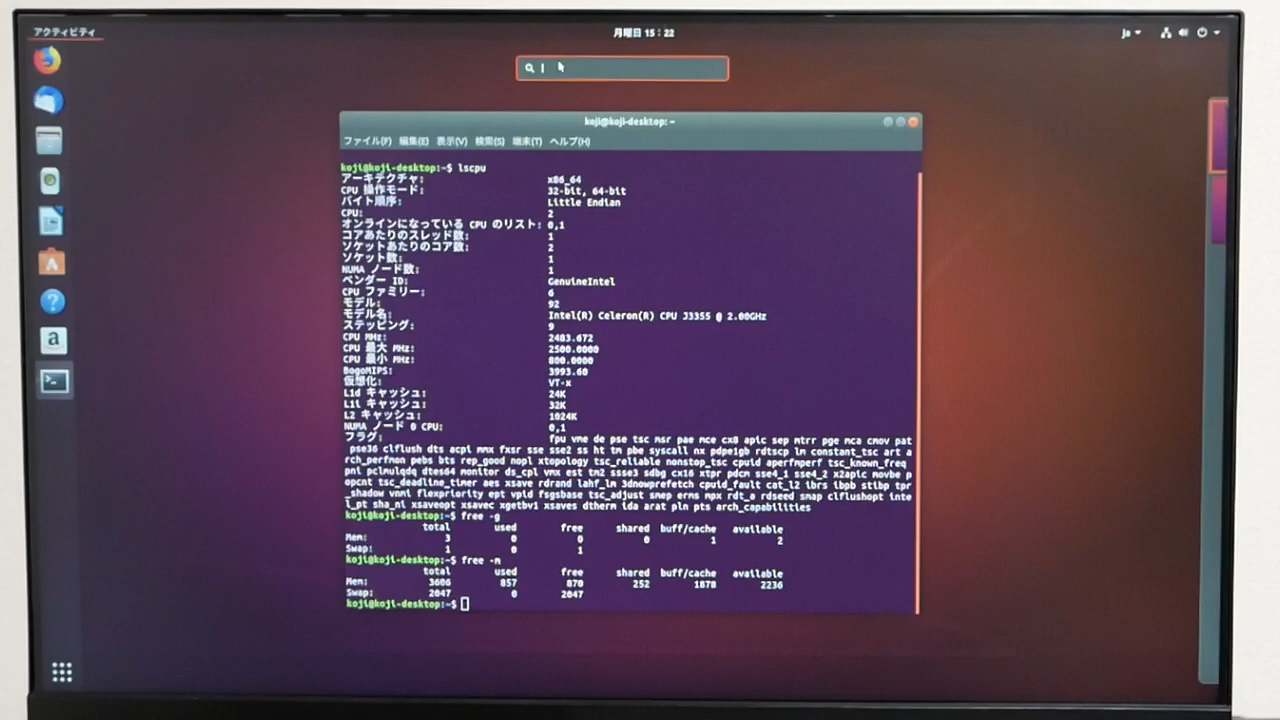 アクティビティ
月曜日 15:22
ja
koji@koji-desktop: ~
ファイル(F) 編集(E) 表示(V) 検索(S) 端末(T) ヘルプ(H)
koji@koji-desktop:~$ lscpu
アーキテクチャ: x86_64
CPU 操作モード: 32-bit, 64-bit
バイト順序: Little Endian
CPU: 2
オンラインになっている CPU のリスト: 0,1
コアあたりのスレッド数: 1
ソケットあたりのコア数: 2
ソケット数: 1
NUMA ノード数: 1
ベンダー ID: GenuineIntel
CPU ファミリー: 6
モデル: 92
モデル名: Intel(R) Celeron(R) CPU J3355 @ 2.00GHz
ステッピング: 9
CPU MHz: 2483.672
CPU 最大 MHz: 2500.0000
CPU 最小 MHz: 800.0000
BogoMIPS: 3993.60
仮想化: VT-x
L1d キャッシュ: 24K
L1i キャッシュ: 32K
L2 キャッシュ: 1024K
NUMA ノード 0 CPU: 0,1
フラグ: fpu vme de pse tsc msr pae mce cx8 apic sep mtrr pge mca cmov pat
pse36 clflush dts acpi mmx fxsr sse sse2 ss ht tm pbe syscall nx pdpe1gb rdtscp lm constant_tsc art a
rch_perfmon pebs bts rep_good nopl xtopology tsc_reliable nonstop_tsc cpuid aperfmperf tsc_known_freq
pni pclmulqdq dtes64 monitor ds_cpl vmx est tm2 ssse3 sdbg cx16 xtpr pdcm sse4_1 sse4_2 x2apic movbe p
opcnt tsc_deadline_timer aes xsave rdrand lahf_lm 3dnowprefetch cpuid_fault cat_l2 ibrs ibpb stibp tpr
_shadow vnmi flexpriority ept vpid fsgsbase tsc_adjust smep erms mpx rdt_a rdseed smap clflushopt inte
l_pt sha_ni xsaveopt xsavec xgetbv1 xsaves dtherm ida arat pln pts arch_capabilities
koji@koji-desktop:~$ free -g
total used free shared buff/cache available
Mem: 3 0 0 0 1 2
Swap: 1 0 1
koji@koji-desktop:~$ free -m
total used free shared buff/cache available
Mem: 3606 857 870 252 1878 2236
Swap: 2047 0 2047
koji@koji-desktop:~$